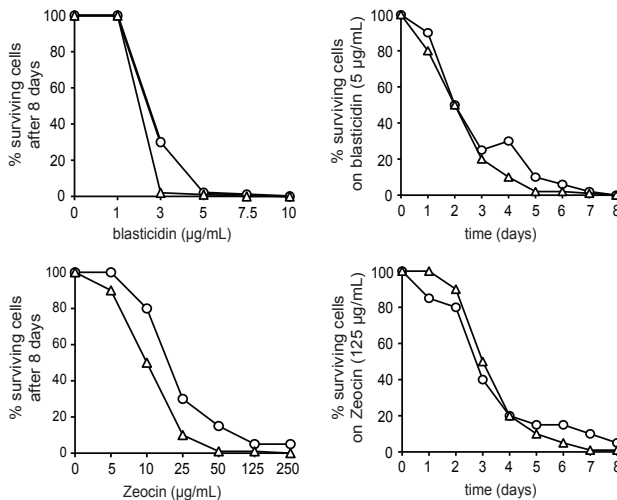 % surviving cells
after 8 days
100
80
60
40
20
0
0 1 3 5 7.5 10
blasticidin (µg/mL)
% surviving cells
on blasticidin (5 µg/mL)
100
80
60
40
20
0
0 1 2 3 4 5 6 7 8
time (days)
% surviving cells
after 8 days
100
80
60
40
20
0
0 5 10 25 50 125 250
Zeocin (µg/mL)
% surviving cells
on Zeocin (125 µg/mL)
100
80
60
40
20
0
0 1 2 3 4 5 6 7 8
time (days)